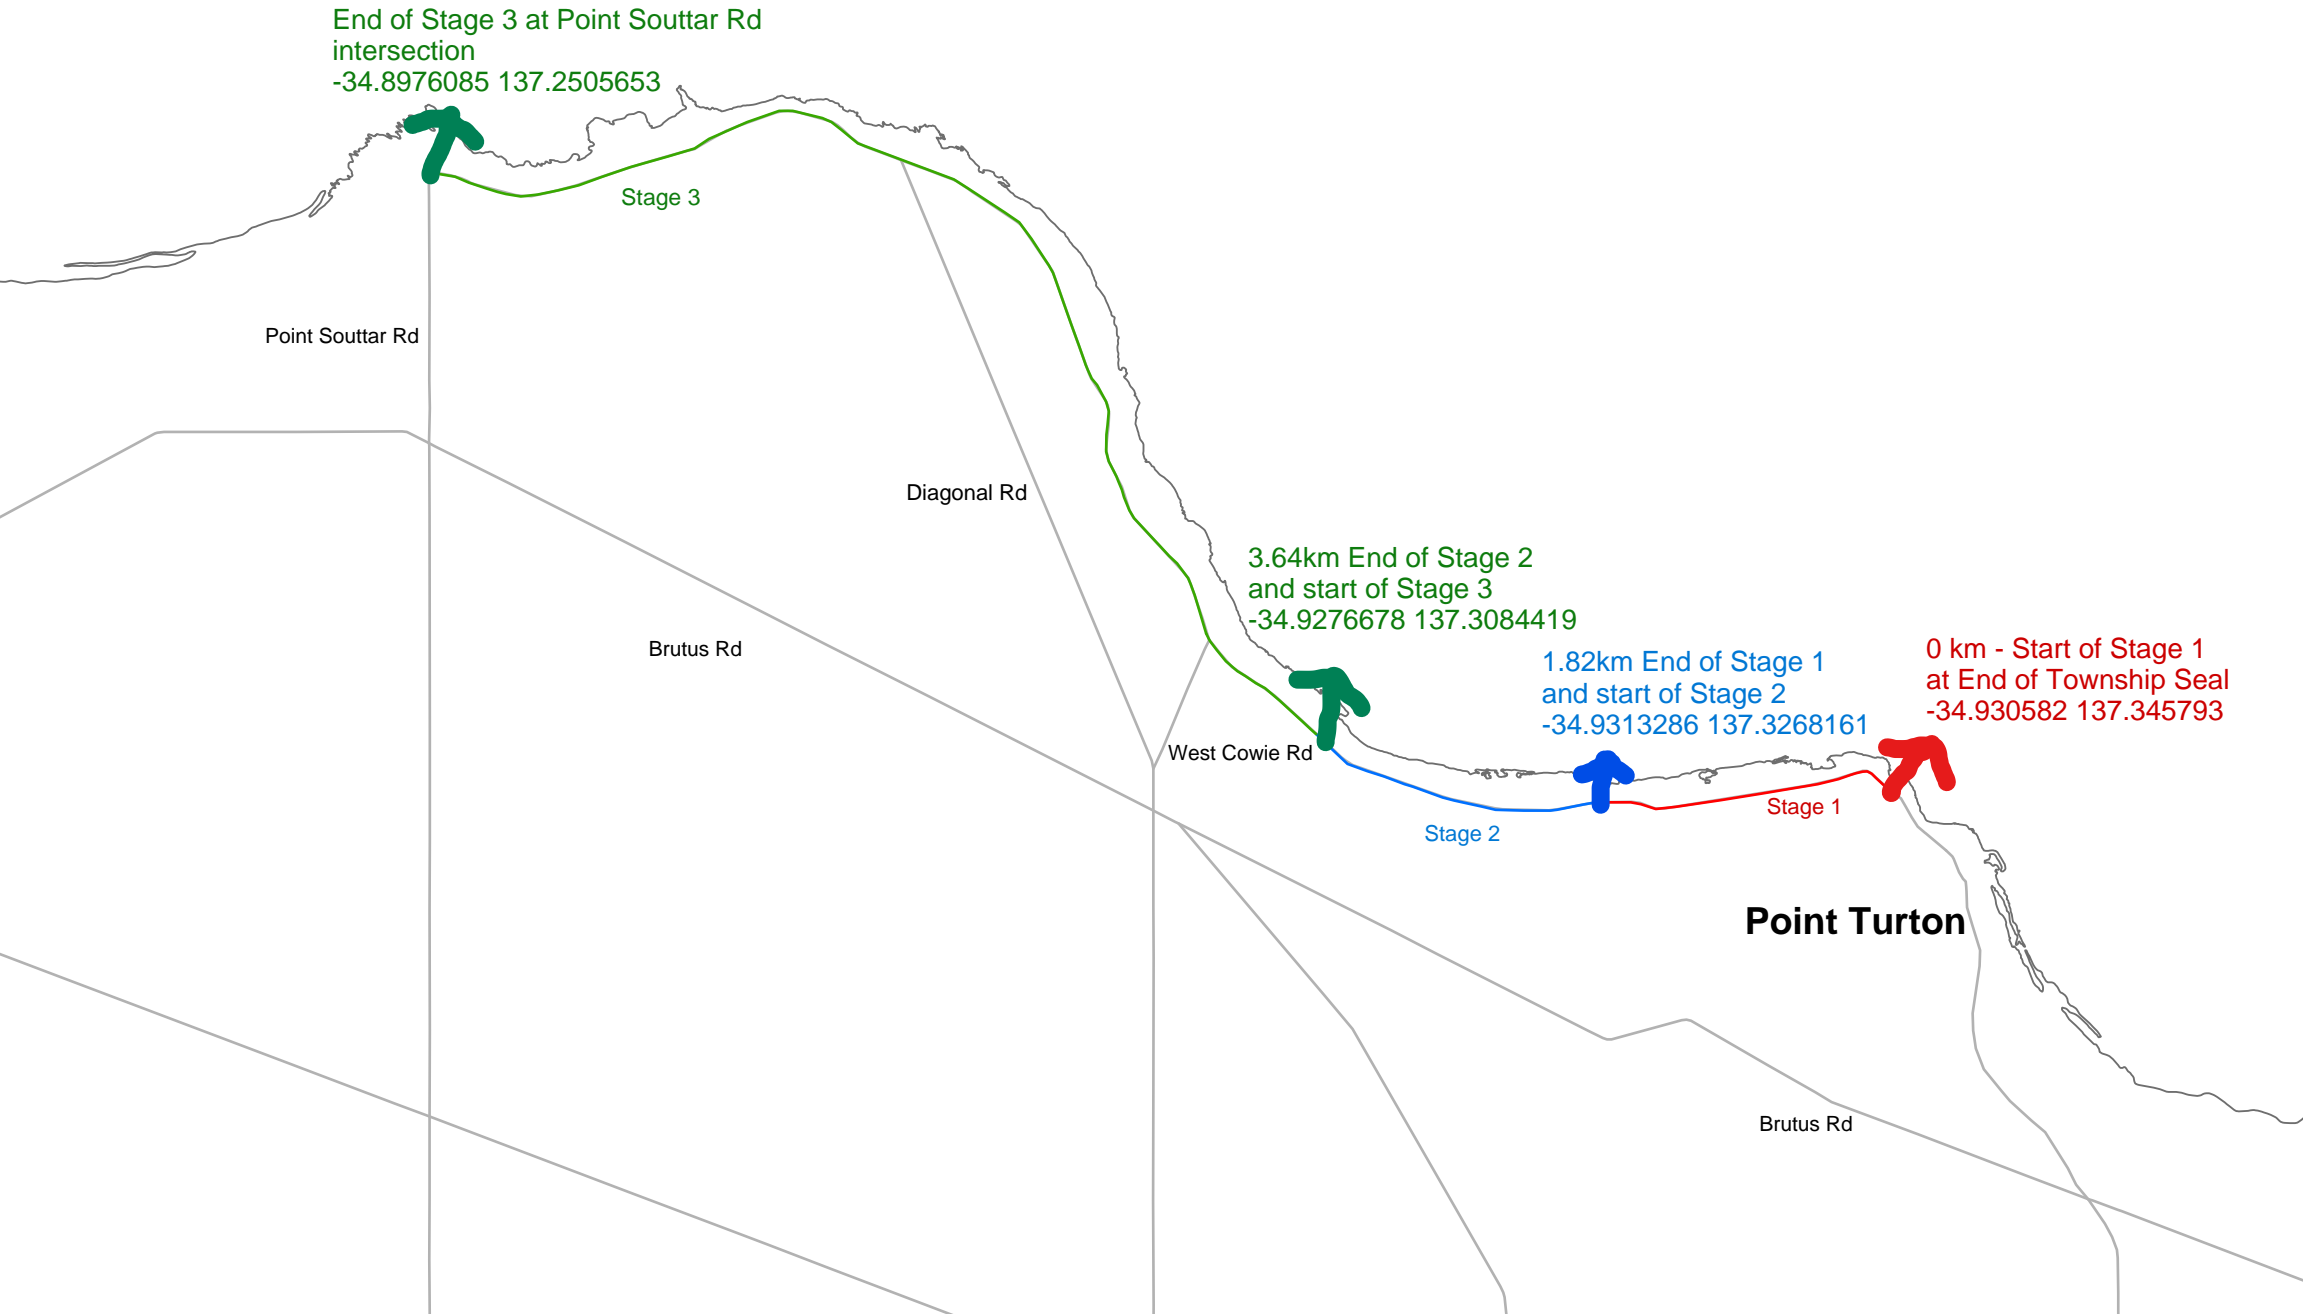 End of Stage 3 at Point Souttar Rd
intersection
-34.8976085 137.2505653
Stage 3
Point Souttar Rd
Diagonal Rd
3.64km End of Stage 2
and start of Stage 3
-34.9276678 137.3084419
Brutus Rd
1.82km End of Stage 1
and start of Stage 2
-34.9313286 137.3268161
0 km - Start of Stage 1
at End of Township Seal
-34.930582 137.345793
West Cowie Rd
Stage 1
Stage 2
Point Turton
Brutus Rd